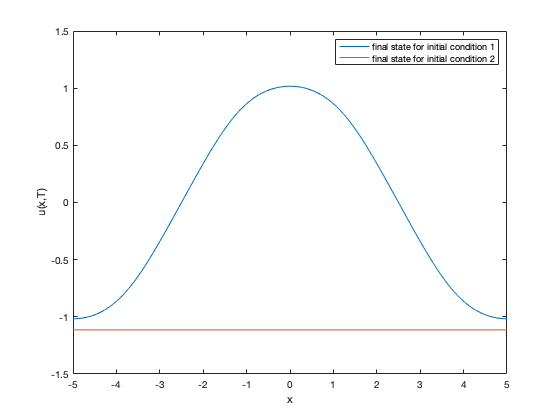 final state for initial condition 1
final state for initial condition 2
1.5
1
0.5
0
-0.5
-1
-1.5
u(x,T)
-5 -4 -3 -2 -1 0 1 2 3 4 5
x